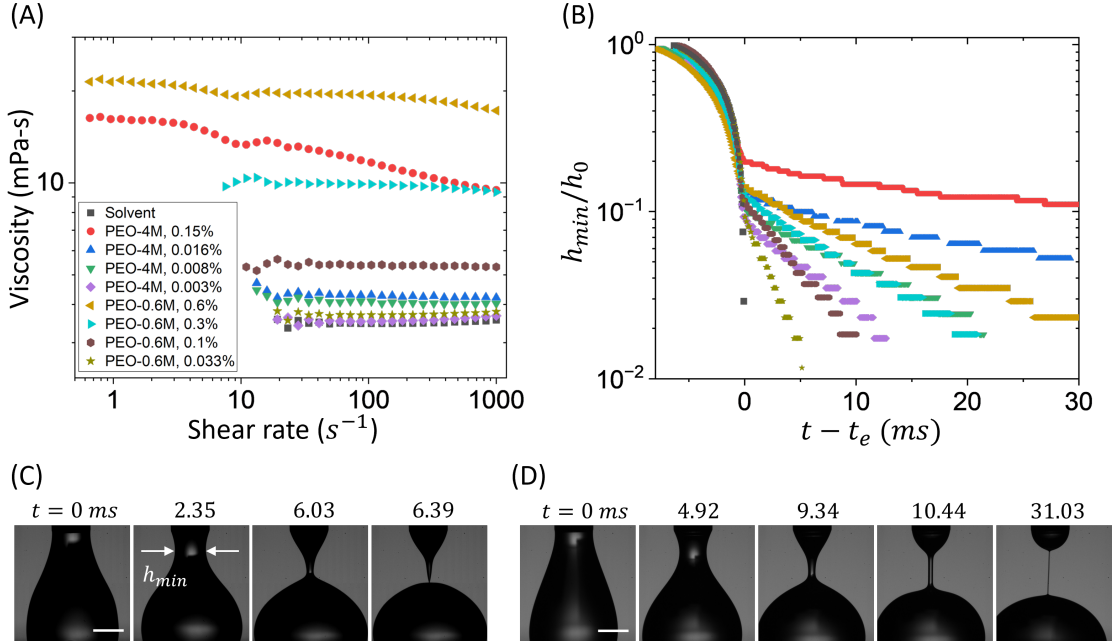 (A)
Viscosity (mPa-s)
10
Solvent
PEO-4M, 0.15%
PEO-4M, 0.016%
PEO-4M, 0.008%
PEO-4M, 0.003%
PEO-0.6M, 0.6%
PEO-0.6M, 0.3%
PEO-0.6M, 0.1%
PEO-0.6M, 0.033%
1 10 100 1000
Shear rate (s⁻¹)
(B)
h_min/h_0
10⁰
10⁻¹
10⁻²
0 10 20 30
t − t_e (ms)
(C)
t = 0 ms 2.35 6.03 6.39
h_min
(D)
t = 0 ms 4.92 9.34 10.44 31.03